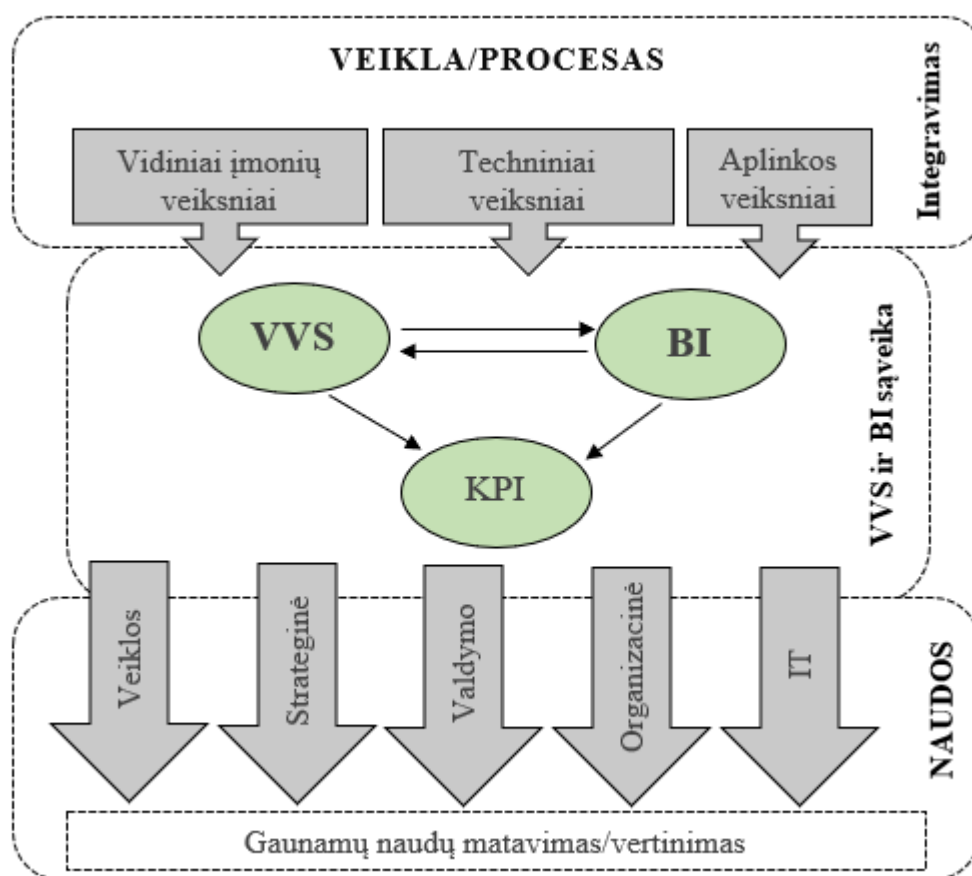 VEIKLA/PROCESAS
Integravimas
Vidiniai įmonių
veiksniai
Techniniai
veiksniai
Aplinkos
veiksniai
VVS
BI
KPI
VVS ir BI sąveika
Veiklos
Strateginė
Valdymo
Organizacinė
IT
NAUDOS
Gaunamų naudų matavimas/vertinimas